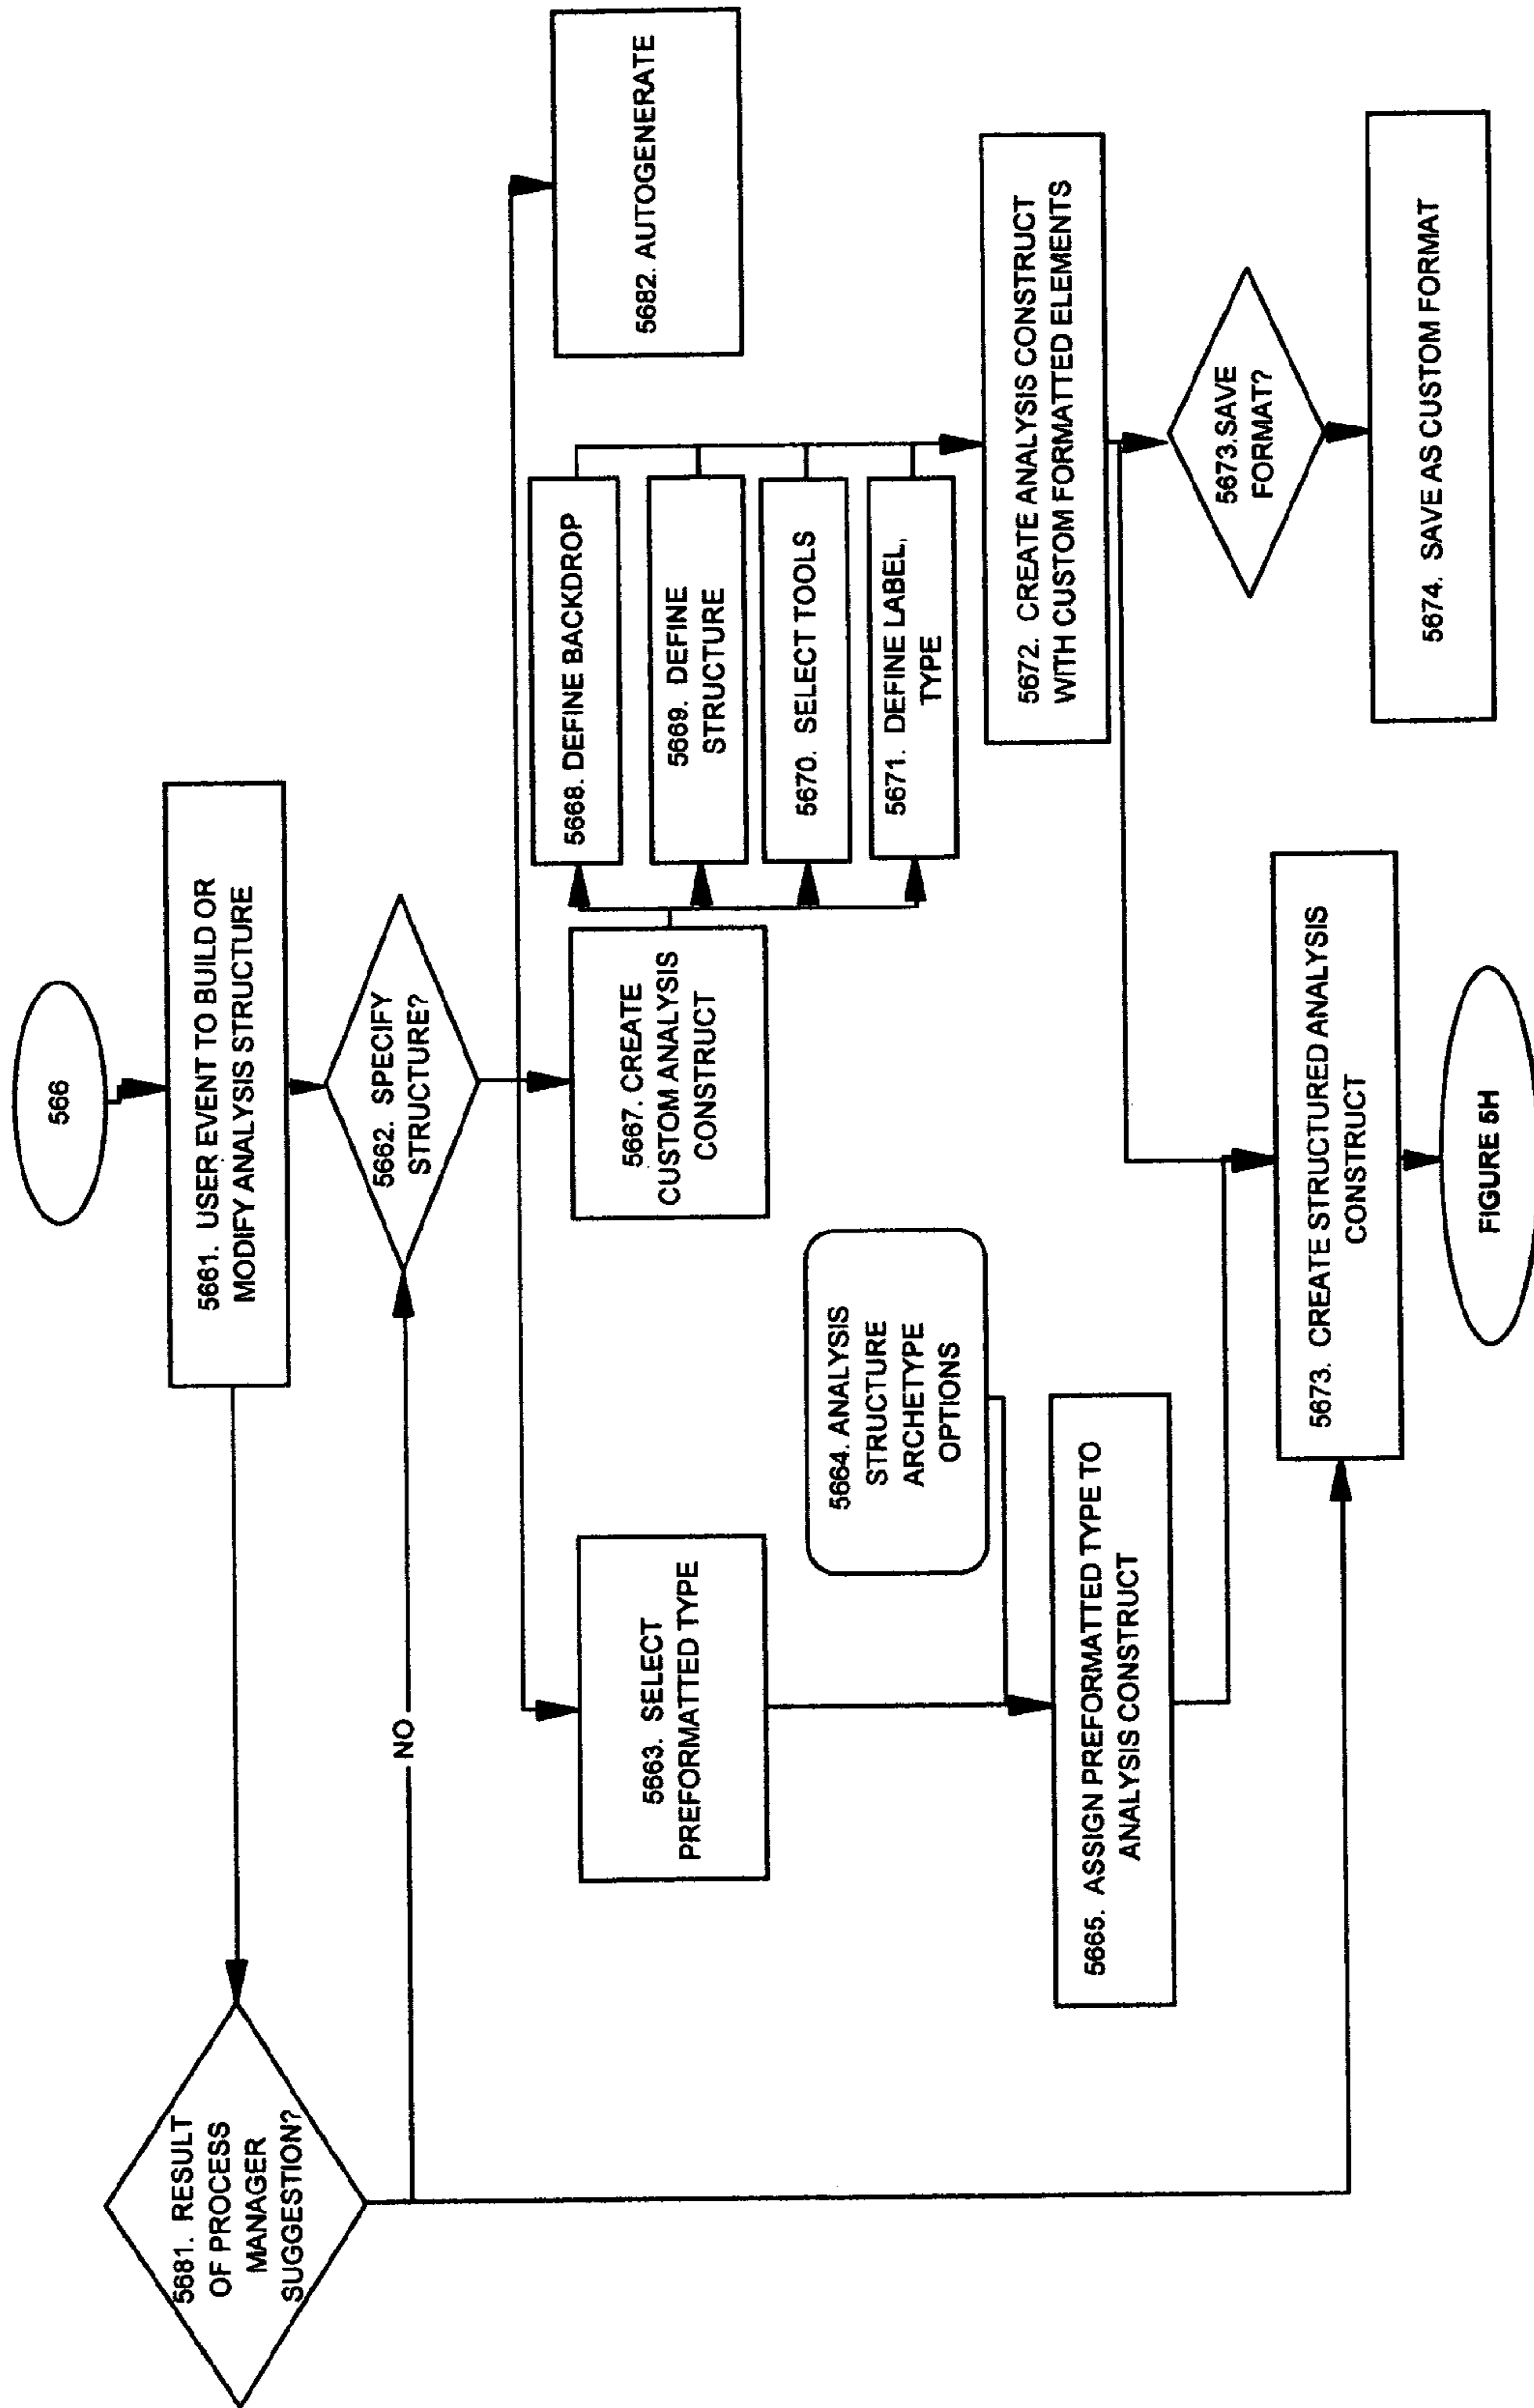 566
5661. USER EVENT TO BUILD OR
MODIFY ANALYSIS STRUCTURE
5681. RESULT
OF PROCESS
MANAGER
SUGGESTION?
5662. SPECIFY
STRUCTURE?
NO
5663. SELECT
PREFORMATTED TYPE
5667. CREATE
CUSTOM ANALYSIS
CONSTRUCT
5682. AUTOGENERATE
5668. DEFINE BACKDROP
5669. DEFINE
STRUCTURE
5670. SELECT TOOLS
5671. DEFINE LABEL,
TYPE
5664. ANALYSIS
STRUCTURE
ARCHETYPE
OPTIONS
5665. ASSIGN PREFORMATTED TYPE TO
ANALYSIS CONSTRUCT
5672. CREATE ANALYSIS CONSTRUCT
WITH CUSTOM FORMATTED ELEMENTS
5673.SAVE
FORMAT?
5673. CREATE STRUCTURED ANALYSIS
CONSTRUCT
5674. SAVE AS CUSTOM FORMAT
FIGURE 5H